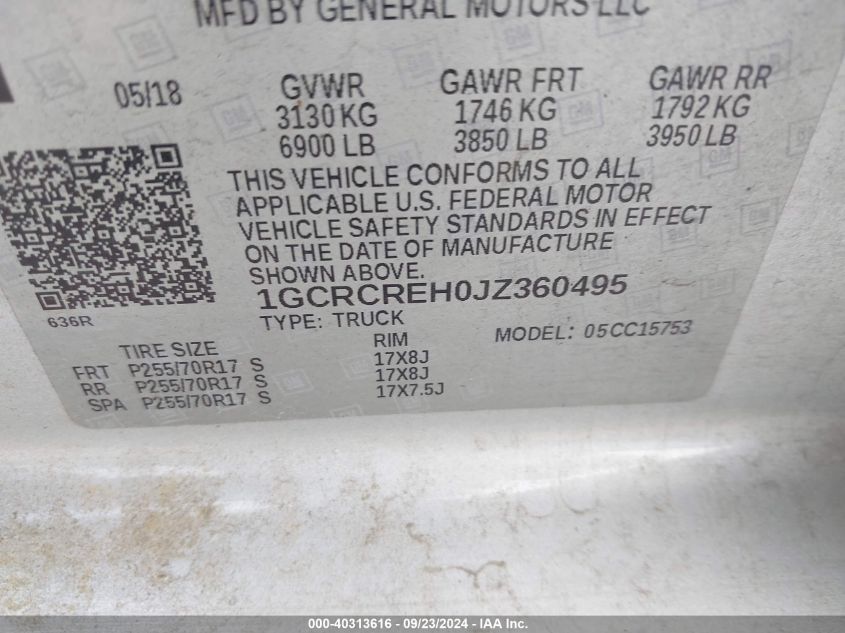 MFD BY GENERAL MOTORS LLC
05/18 GVWR GAWR FRT GAWR RR
3130 KG 1746 KG 1792 KG
6900 LB 3850 LB 3950 LB
THIS VEHICLE CONFORMS TO ALL
APPLICABLE U.S. FEDERAL MOTOR
VEHICLE SAFETY STANDARDS IN EFFECT
ON THE DATE OF MANUFACTURE
SHOWN ABOVE.
1GCRCREH0JZ360495
636R
TYPE: TRUCK MODEL: 05CC15753
TIRE SIZE RIM
FRT P255/70R17 S 17X8J
RR P255/70R17 S 17X8J
SPA P255/70R17 S 17X7.5J
000-40313616 - 09/23/2024 - IAA Inc.